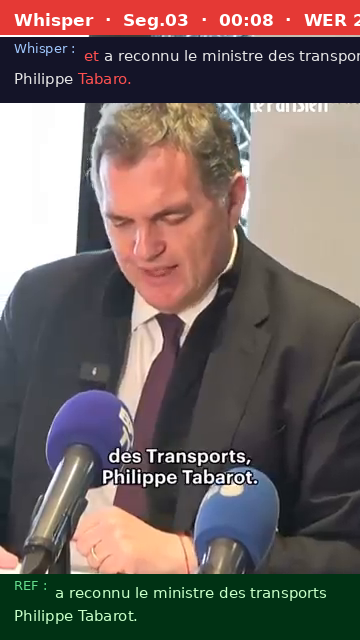 Whisper · Seg.03 · 00:08 · WER 2
Whisper : et a reconnu le ministre des transpor
Philippe Tabaro.
Le Parisien
des Transports,
Philippe Tabarot.
REF : a reconnu le ministre des transports
Philippe Tabarot.